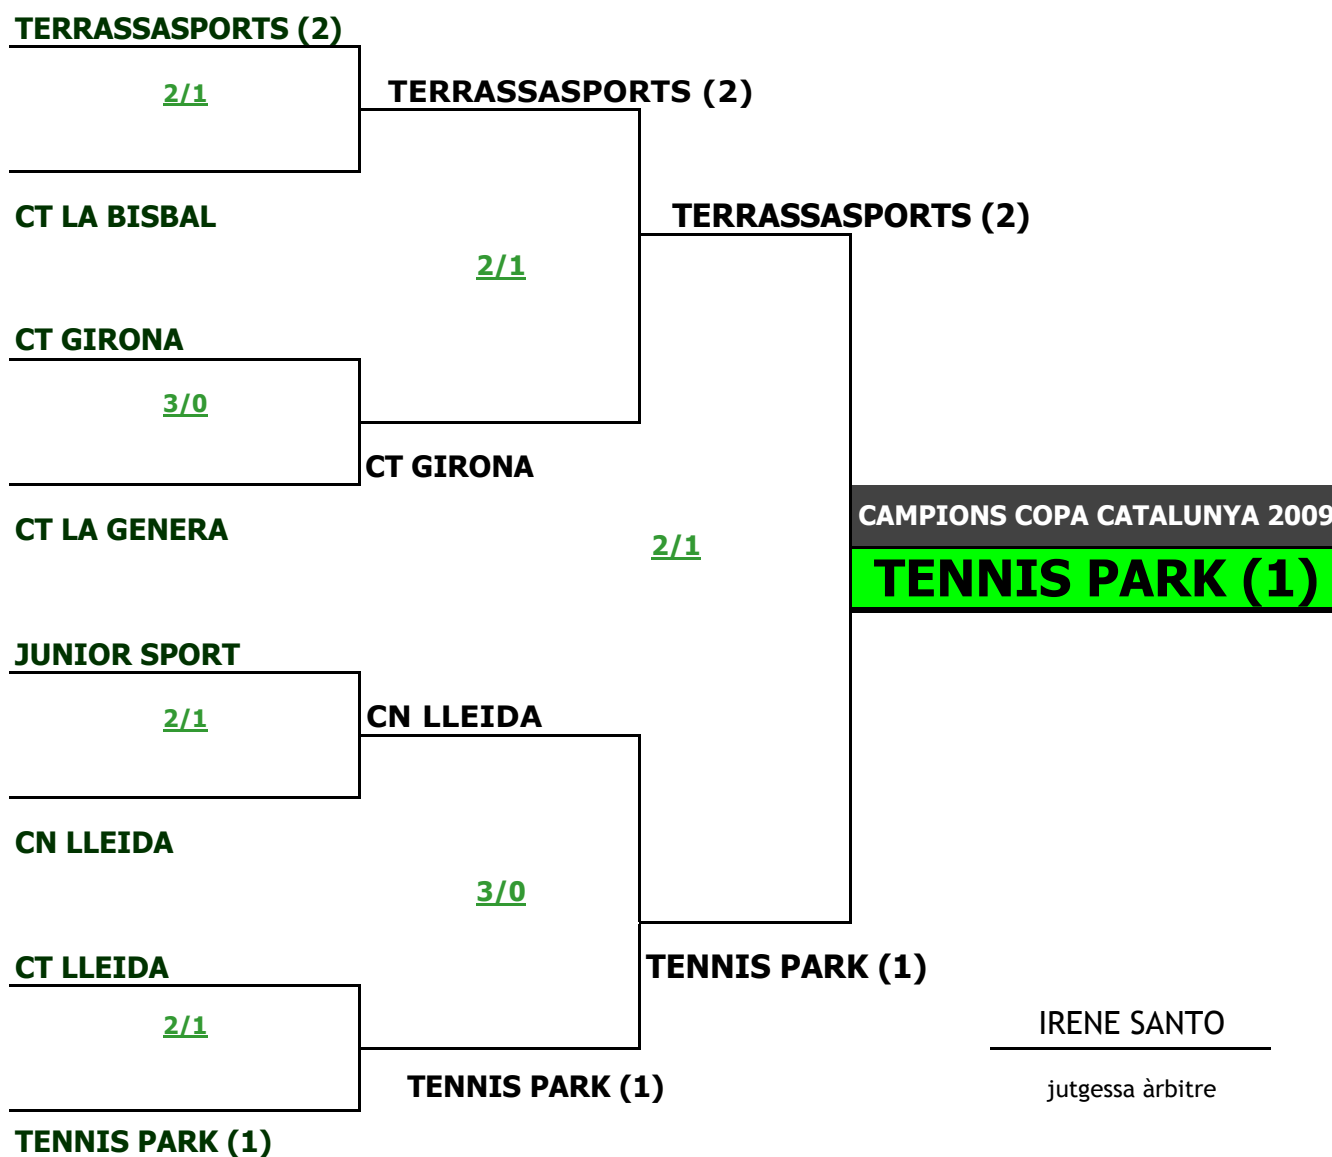 TERRASSASPORTS (2)
2/1
TERRASSASPORTS (2)
CT LA BISBAL
TERRASSASPORTS (2)
2/1
CT GIRONA
3/0
CT GIRONA
CT LA GENERA
2/1
CAMPIONS COPA CATALUNYA 2009
TENNIS PARK (1)
JUNIOR SPORT
2/1
CN LLEIDA
CN LLEIDA
3/0
CT LLEIDA
TENNIS PARK (1)
2/1
IRENE SANTO
TENNIS PARK (1)
jutgessa àrbitre
TENNIS PARK (1)